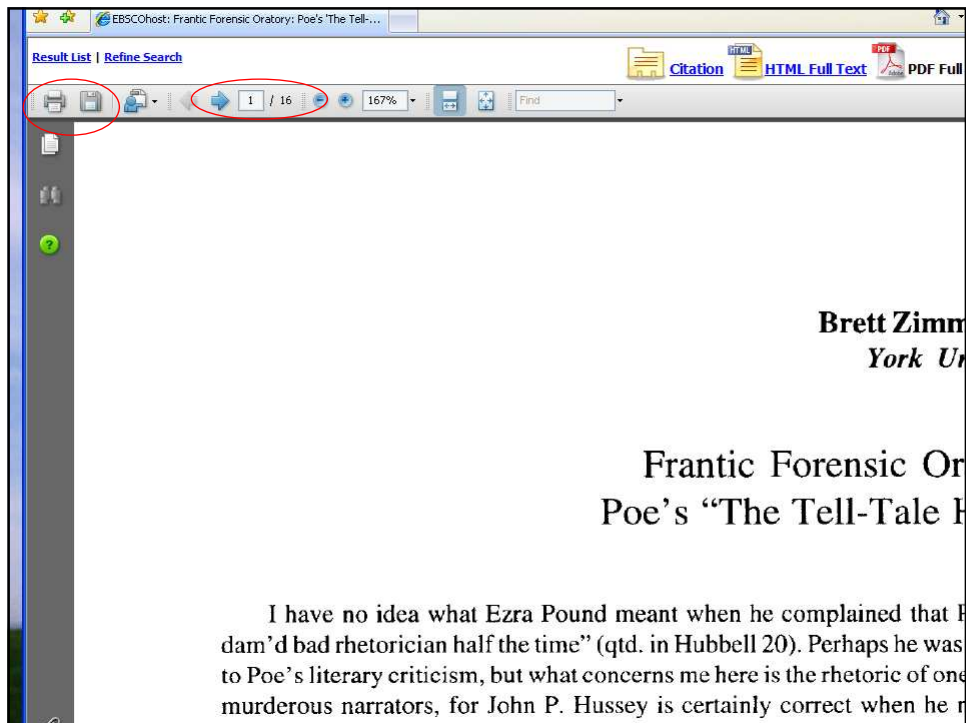 EBSCOhost: Frantic Forensic Oratory: Poe's 'The Tell-...
Result List | Refine Search
Citation
HTML
HTML Full Text
PDF
Adobe
PDF Full
1 / 16
167%
Find
Brett
York
Frantic Forensic
Poe's “The Tell-Tale
I have no idea what Ezra Pound meant when he complained that
dam'd bad rhetorician half the time” (qtd. in Hubbell 20). Perhaps he was
to Poe's literary criticism, but what concerns me here is the rhetoric of one
murderous narrators, for John P. Hussey is certainly correct when he